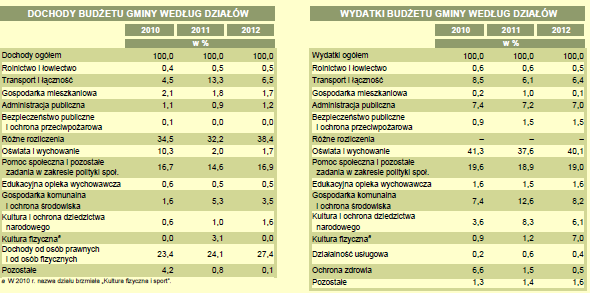 DOCHODY BUDŻETU GMINY WEDŁUG DZIAŁÓW
2010 2011 2012
w %
Dochody ogółem 100,0 100,0 100,0
Rolnictwo i łowiectwo 0,4 0,5 0,5
Transport i łączność 4,5 13,3 6,5
Gospodarka mieszkaniowa 2,1 1,8 1,7
Administracja publiczna 1,1 0,9 1,2
Bezpieczeństwo publiczne
i ochrona przeciwpożarowa 0,1 0,0 0,0
Różne rozliczenia 34,5 32,2 38,4
Oświata i wychowanie 10,3 2,0 1,7
Pomoc społeczna i pozostałe
zadania w zakresie polityki społ. 16,7 14,6 16,9
Edukacyjna opieka wychowawcza 0,6 0,5 0,5
Gospodarka komunalna
i ochrona środowiska 1,6 5,3 3,5
Kultura i ochrona dziedzictwa
narodowego 0,6 1,0 1,6
Kultura fizycznaª 0,0 3,1 0,0
Dochody od osób prawnych
i od osób fizycznych 23,4 24,1 27,4
Pozostałe 4,2 0,8 0,1
a W 2010 r. nazwa działu brzmiała „Kultura fizyczna i sport”.
WYDATKI BUDŻETU GMINY WEDŁUG DZIAŁÓW
2010 2011 2012
w %
Wydatki ogółem 100,0 100,0 100,0
Rolnictwo i łowiectwo 0,6 0,6 0,5
Transport i łączność 8,5 6,1 6,4
Gospodarka mieszkaniowa 0,2 1,0 0,1
Administracja publiczna 7,4 7,2 7,0
Bezpieczeństwo publiczne
i ochrona przeciwpożarowa 0,9 1,5 1,5
Różne rozliczenia – – –
Oświata i wychowanie 41,3 37,6 40,1
Pomoc społeczna i pozostałe
zadania w zakresie polityki społ. 19,6 18,9 19,0
Edukacyjna opieka wychowawcza 1,6 1,5 1,6
Gospodarka komunalna
i ochrona środowiska 7,4 12,6 8,2
Kultura i ochrona dziedzictwa
narodowego 3,6 8,3 6,1
Kultura fizycznaª 0,9 1,2 7,0
Działalność usługowa 0,2 0,6 0,4
Ochrona zdrowia 6,6 1,5 0,5
Pozostałe 1,3 1,4 1,6